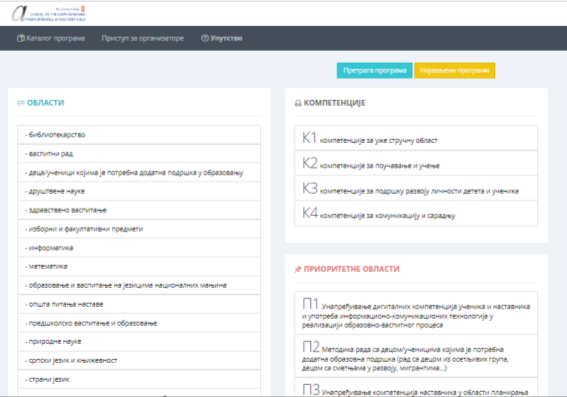 Каталог програма
Приступ за организаторе
Упутство
Претрага програма
Најављени програми
ОБЛАСТИ
- библиотекарство
- васпитни рад
- деца/ученици којима је потребна додатна подршка у образовању
- друштвене науке
- здравствено васпитање
- изборни и факултативни предмети
- информатика
- математика
- образовање и васпитање на језицима националних мањина
- општа питања наставе
- предшколско васпитање и образовање
- природне науке
- српски језик и књижевност
- страни језик
КОМПЕТЕНЦИЈЕ
К1 компетенције за уже стручну област
К2 компетенције за поучавање и учење
К3 компетенције за подршку развоју личности детета и ученика
К4 компетенције за комуникацију и сарадњу
ПРИОРИТЕТНЕ ОБЛАСТИ
П1 Унапређивање дигиталних компетенција ученика и наставника
и употреба информационо-комуникационих технологија у
реализацији образовно-васпитног процеса
П2 Методика рада са децом/ученицима којима је потребна
додатна образовна подршка (рад са децом из осетљивих група,
децом са сметњама у развоју, мигрантима...)
П3 Унапређивање компетенција наставника у области планирања